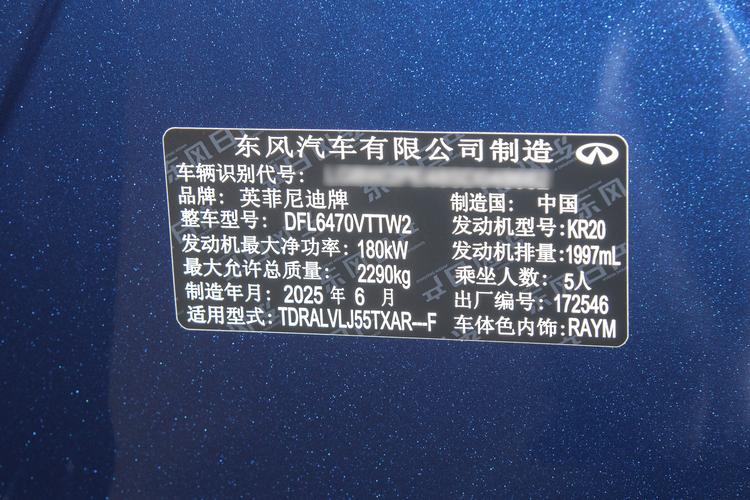 东风汽车有限公司制造
车辆识别代号:
品牌: 英菲尼迪牌 制造国: 中国
整车型号: DFL6470VTTW2 发动机型号: KR20
发动机最大净功率: 180kW 发动机排量: 1997mL
最大允许总质量: 2290kg 乘坐人数: 5人
制造年月: 2025 年 6 月 出厂编号: 172546
适用型式: TDRALVLJ55TXAR---F 车体色内饰: RAYM